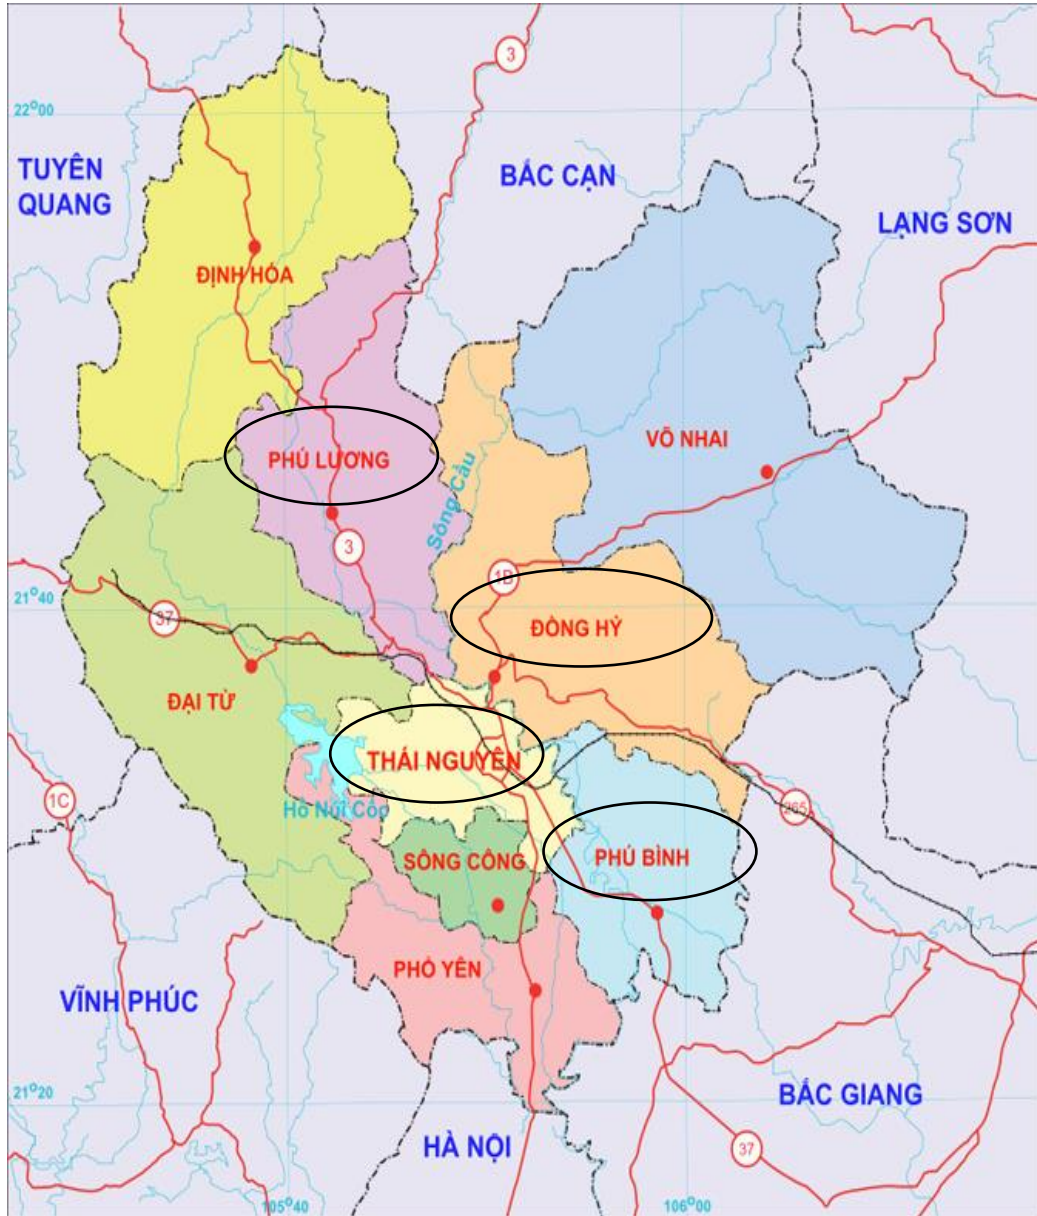 3
22°00
TUYÊN
QUANG
BẮC CẠN
LẠNG SƠN
ĐỊNH HÓA
VÕ NHAI
PHÚ LƯƠNG
Sông Cầu
3
1B
21°40
37
ĐỒNG HỶ
ĐẠI TỪ
THÁI NGUYÊN
1C
Hồ Núi Cốc
265
SÔNG CÔNG
PHÚ BÌNH
PHỔ YÊN
VĨNH PHÚC
21°20
BẮC GIANG
HÀ NỘI
37
105°40
106°00